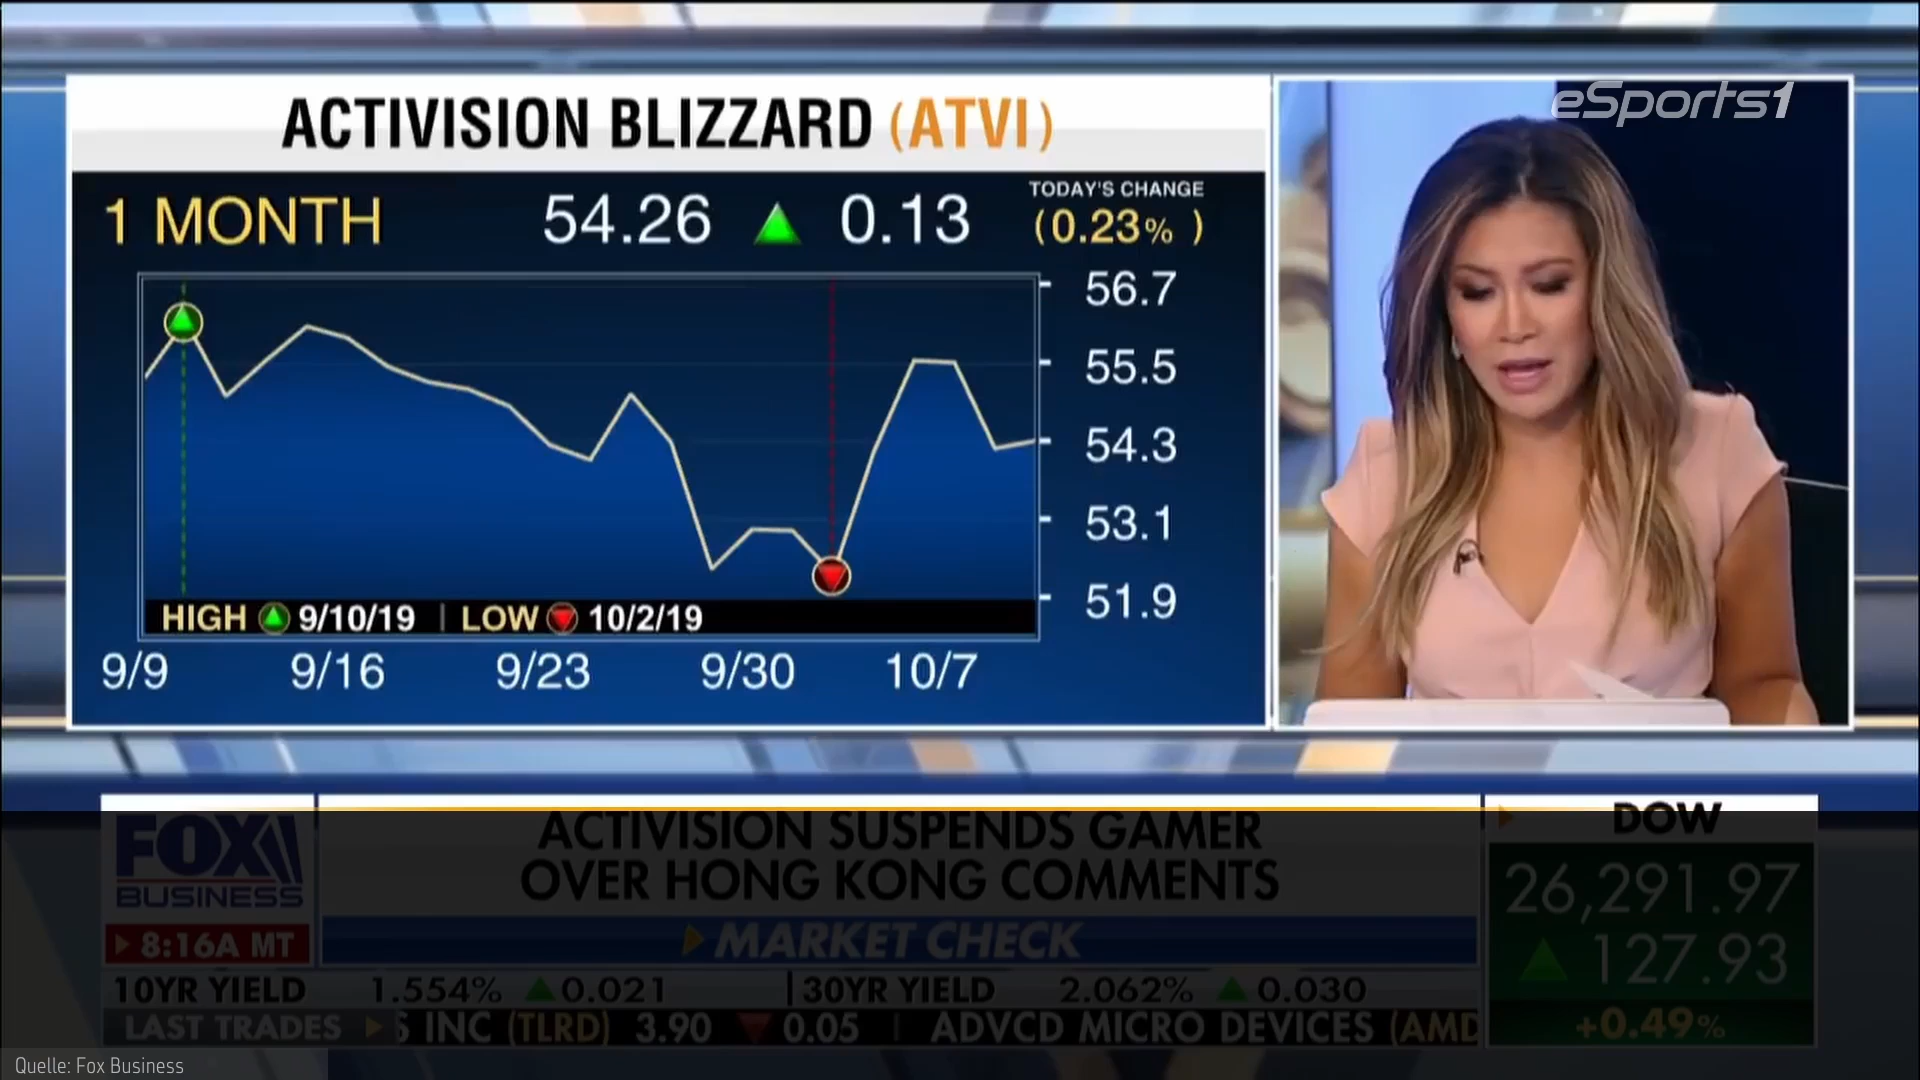 eSports1
ACTIVISION BLIZZARD (ATVI)
1 MONTH 54.26 ▲ 0.13 TODAY'S CHANGE
(0.23% )
56.7
55.5
54.3
53.1
51.9
HIGH ▲ 9/10/19 | LOW ▼ 10/2/19
9/9 9/16 9/23 9/30 10/7
FOX
BUSINESS
8:16A MT
ACTIVISION SUSPENDS GAMER
OVER HONG KONG COMMENTS
MARKET CHECK
DOW
26,291.97
▲ 127.93
+0.49%
10YR YIELD 1.554% ▲ 0.021 | 30YR YIELD 2.062% ▲ 0.030
LAST TRADES S INC (TLRD) 3.90 ▼ 0.05 | ADVCD MICRO DEVICES (AMD
Quelle: Fox Business